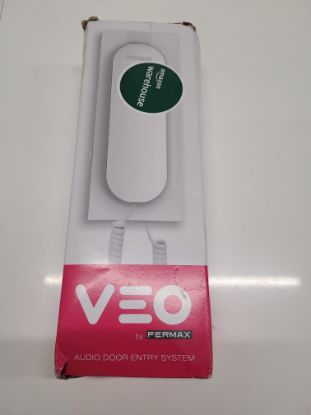 amazon
warehouse
VEO
by FERMAX
AUDIO DOOR ENTRY SYSTEM